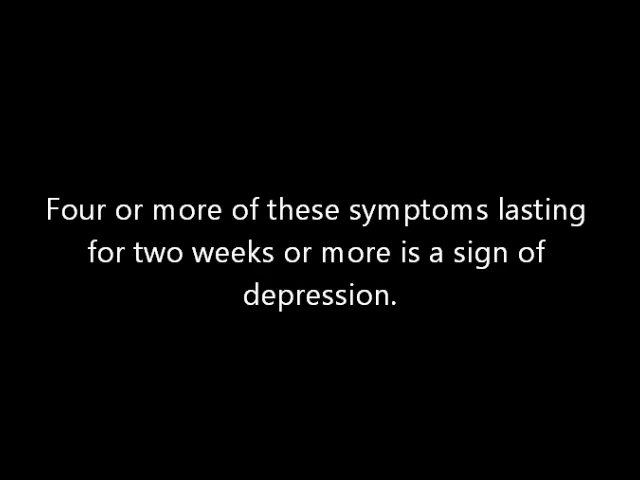 Four or more of these symptoms lasting
for two weeks or more is a sign of
depression.